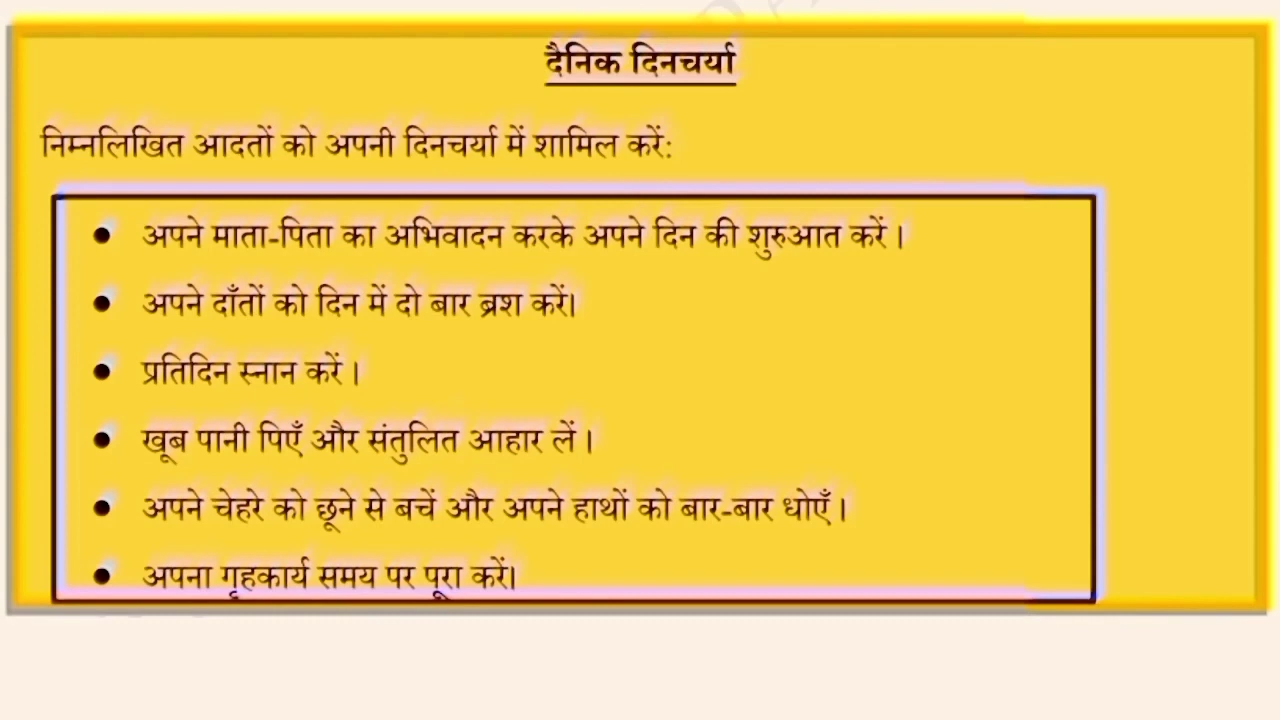 दैनिक दिनचर्या
निम्नलिखित आदतों को अपनी दिनचर्या में शामिल करें:
● अपने माता-पिता का अभिवादन करके अपने दिन की शुरुआत करें ।
● अपने दाँतों को दिन में दो बार ब्रश करें।
● प्रतिदिन स्नान करें ।
● खूब पानी पिएँ और संतुलित आहार लें ।
● अपने चेहरे को छूने से बचें और अपने हाथों को बार-बार धोएँ ।
● अपना गृहकार्य समय पर पूरा करें।